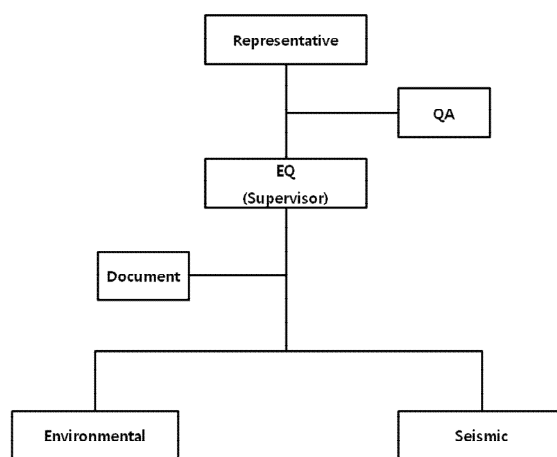 Representative
QA
EQ
(Supervisor)
Document
Environmental
Seismic